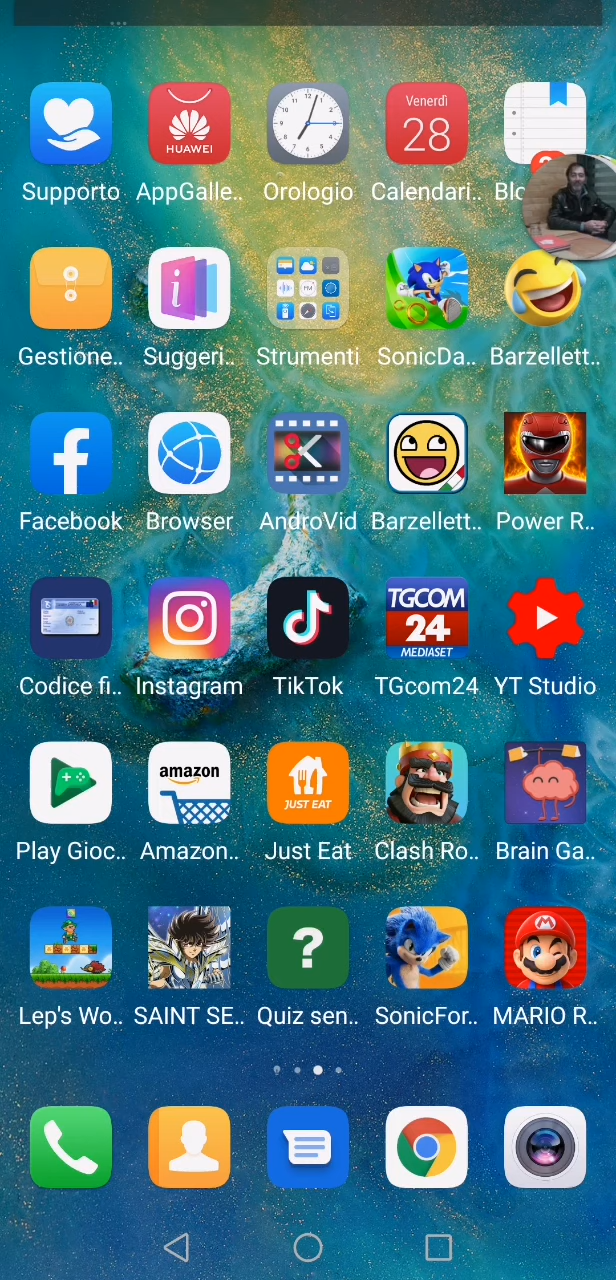 Venerdì
28
HUAWEI
Supporto
AppGalle..
Orologio
Calendari..
Blo
Gestione..
Suggeri..
Strumenti
SonicDa..
Barzellett..
Facebook
Browser
AndroVid
Barzellett..
Power R..
TGCOM
24
MEDIASET
Codice fi..
Instagram
TikTok
TGcom24
YT Studio
amazon
JUST EAT
Play Gioc..
Amazon..
Just Eat
Clash Ro..
Brain Ga..
?
M
Lep's Wo..
SAINT SE..
Quiz sen..
SonicFor..
MARIO R..